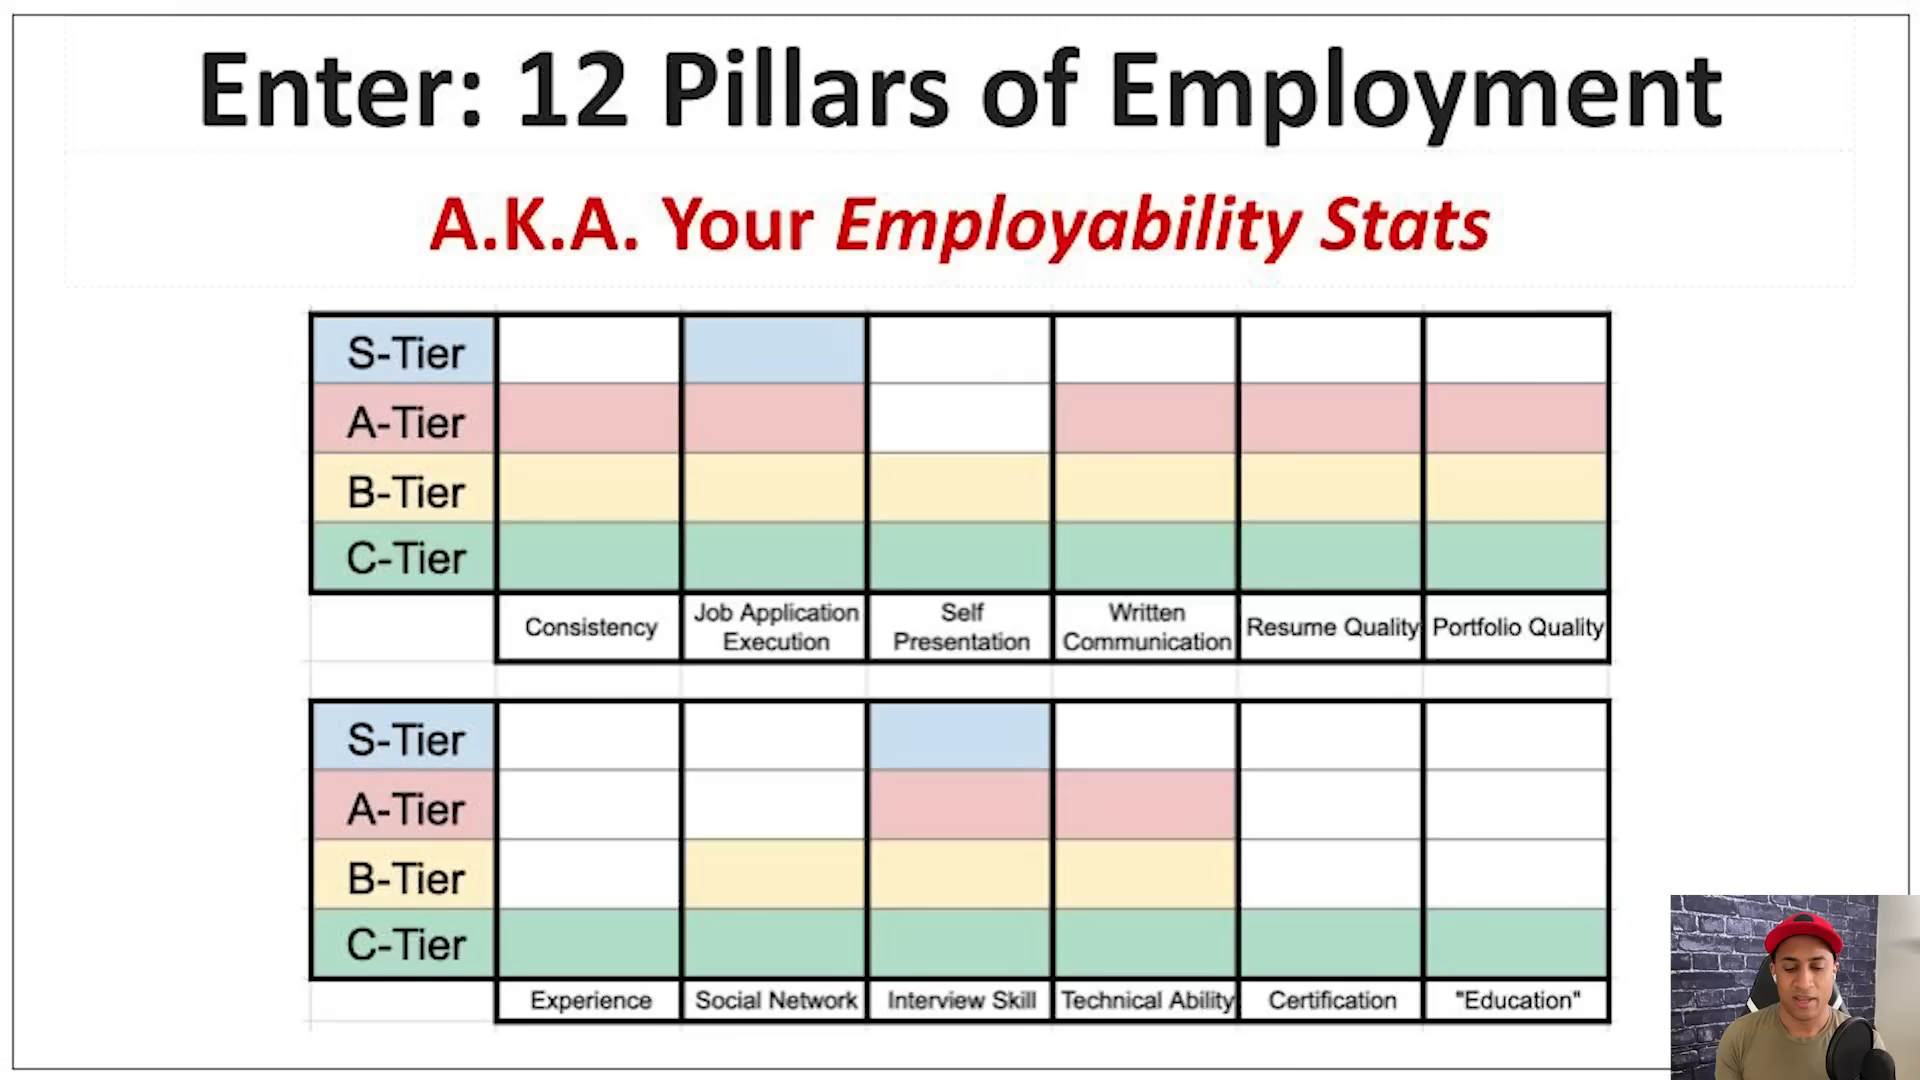 Enter: 12 Pillars of Employment
A.K.A. Your Employability Stats
S-Tier
A-Tier
B-Tier
C-Tier
Consistency
Job Application
Execution
Self
Presentation
Written
Communication
Resume Quality
Portfolio Quality
S-Tier
A-Tier
B-Tier
C-Tier
Experience
Social Network
Interview Skill
Technical Ability
Certification
"Education"